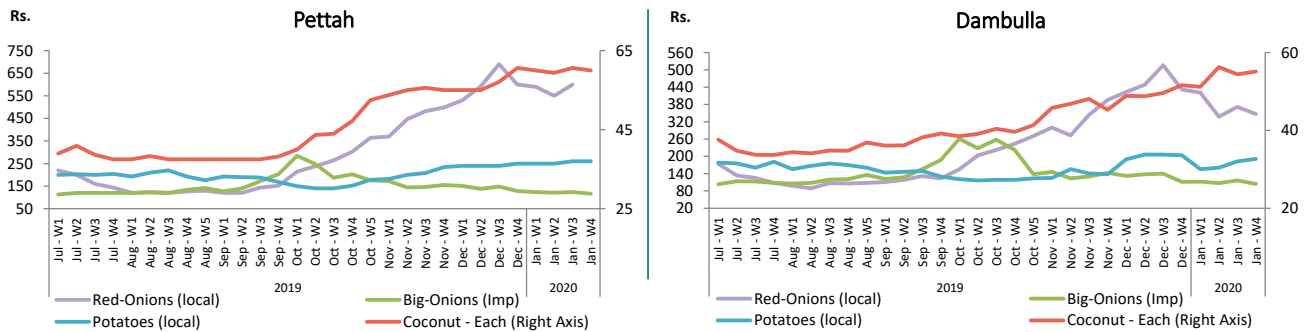 Rs. Pettah
750
650
550
450
350
250
150
50
65
45
25
Jul - W1
Jul - W2
Jul - W3
Jul - W4
Aug - W1
Aug - W2
Aug - W3
Aug - W4
Aug - W5
Sep - W1
Sep - W2
Sep - W3
Sep - W4
Oct - W1
Oct - W2
Oct - W3
Oct - W4
Oct - W5
Nov - W1
Nov - W2
Nov - W3
Nov - W4
Dec - W1
Dec - W2
Dec - W3
Dec - W4
Jan - W1
Jan - W2
Jan - W3
Jan - W4
2019 2020
Red-Onions (local) Big-Onions (Imp)
Potatoes (local) Coconut - Each (Right Axis)
Rs. Dambulla
560
500
440
380
320
260
200
140
80
20
60
40
20
Jul - W1
Jul - W2
Jul - W3
Jul - W4
Aug - W1
Aug - W2
Aug - W3
Aug - W4
Aug - W5
Sep - W1
Sep - W2
Sep - W3
Sep - W4
Oct - W1
Oct - W2
Oct - W3
Oct - W4
Oct - W5
Nov - W1
Nov - W2
Nov - W3
Nov - W4
Dec - W1
Dec - W2
Dec - W3
Dec - W4
Jan - W1
Jan - W2
Jan - W3
Jan - W4
2019 2020
Red-Onions (local) Big-Onions (Imp)
Potatoes (local) Coconut - Each (Right Axis)